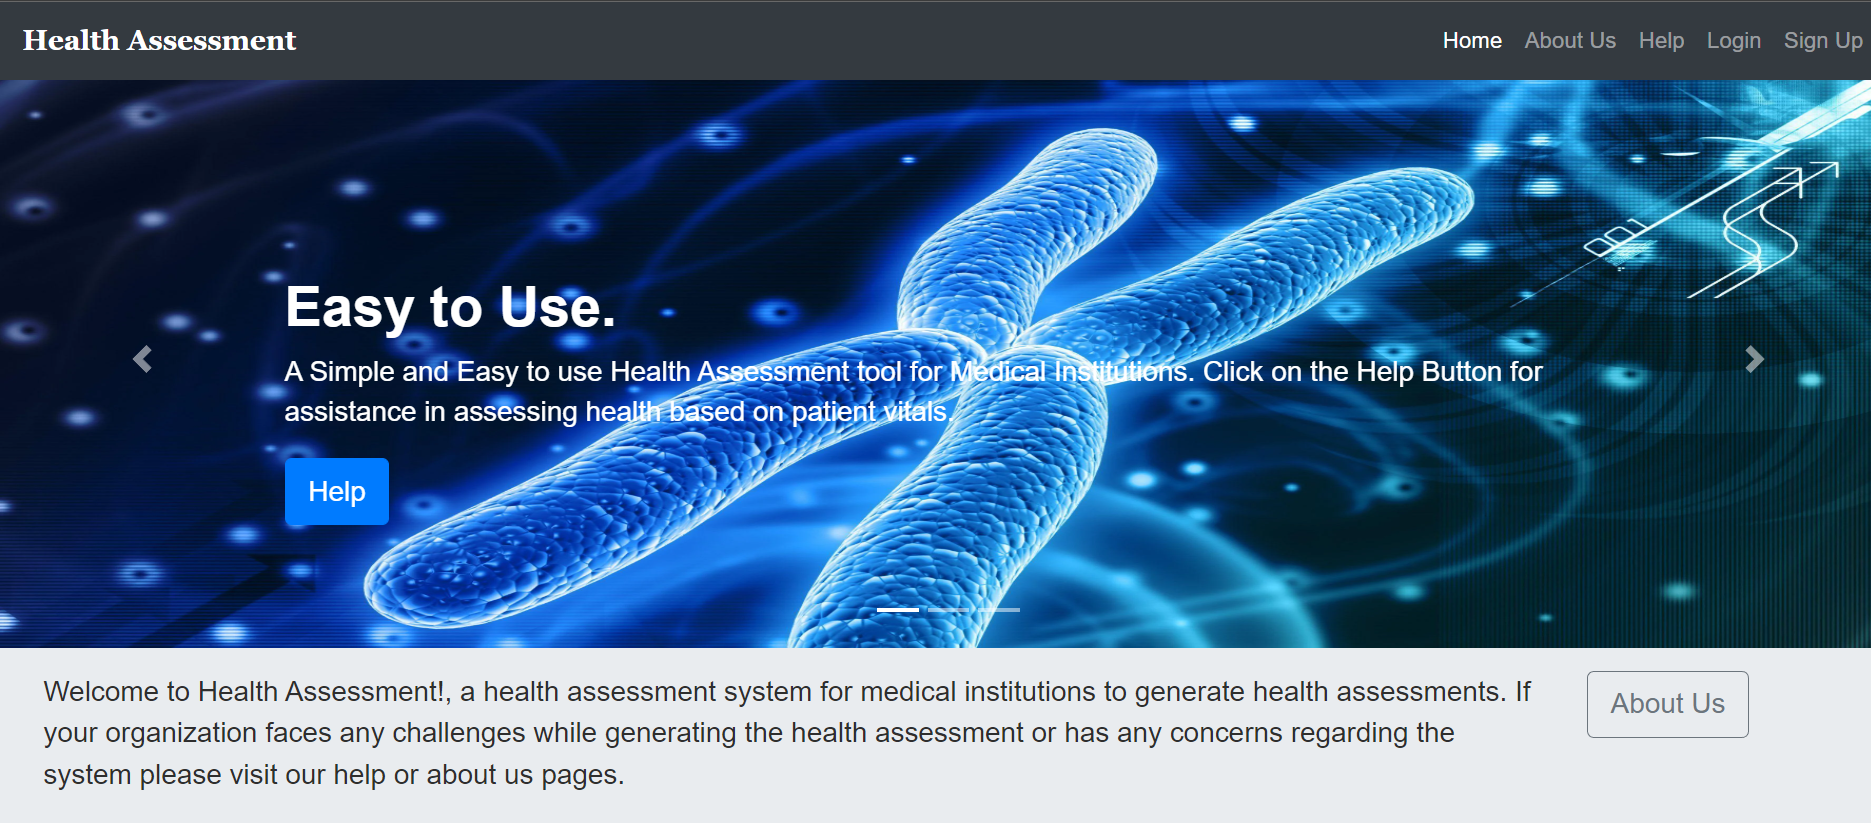 Health Assessment
Home About Us Help Login Sign Up
Easy to Use.
A Simple and Easy to use Health Assessment tool for Medical Institutions. Click on the Help Button for
assistance in assessing health based on patient vitals.
Help
Welcome to Health Assessment!, a health assessment system for medical institutions to generate health assessments. If
your organization faces any challenges while generating the health assessment or has any concerns regarding the
system please visit our help or about us pages.
About Us